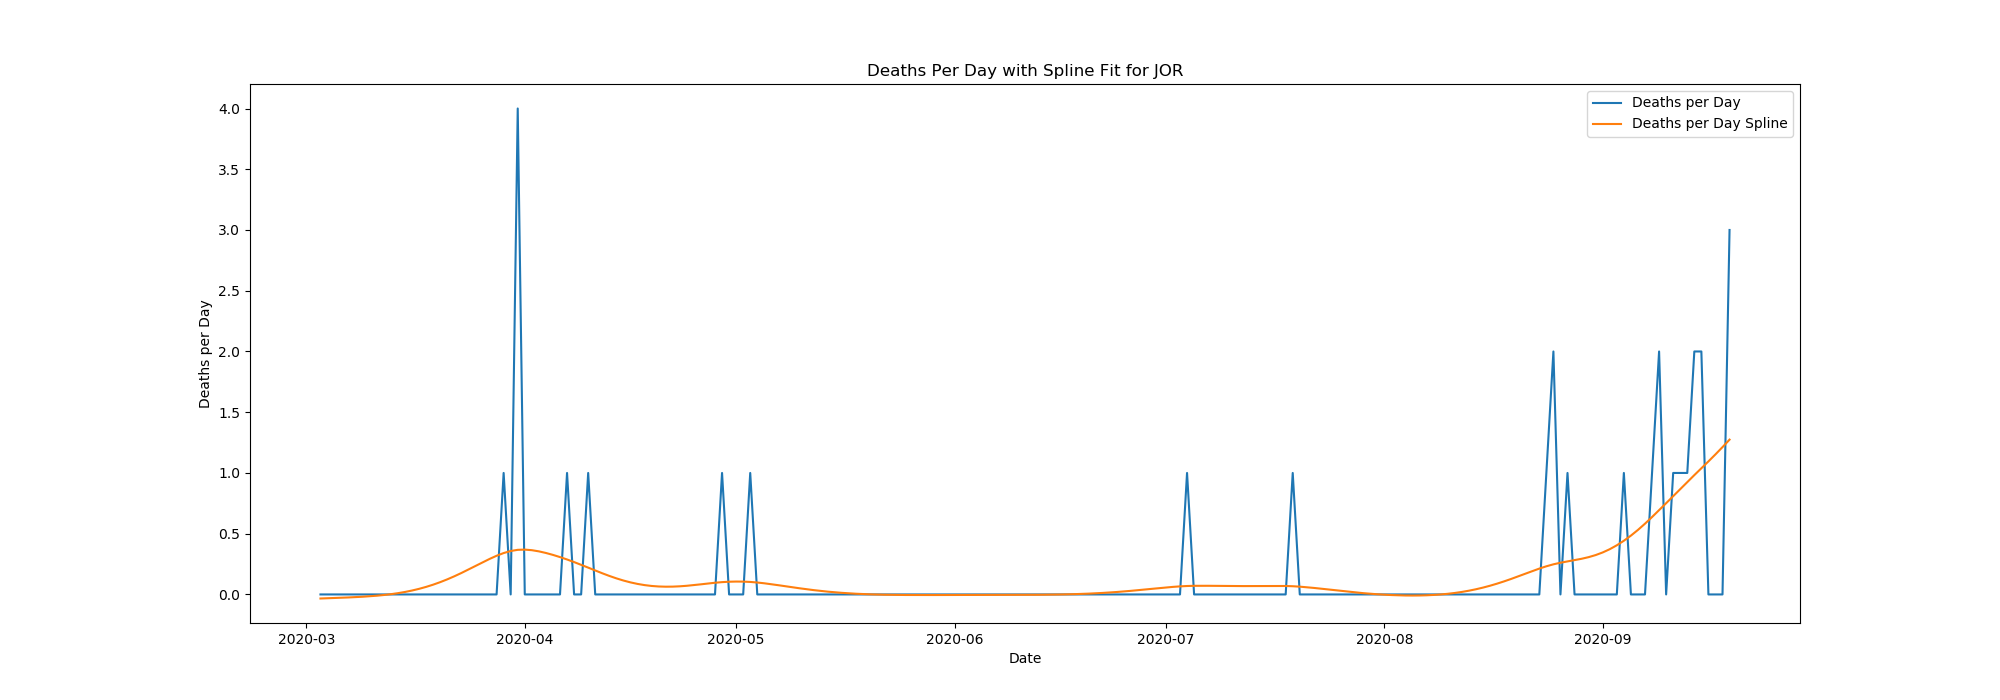 Deaths Per Day with Spline Fit for JOR
Deaths per Day
Deaths per Day Spline
4.0
3.5
3.0
2.5
2.0
1.5
1.0
0.5
0.0
Deaths per Day
2020-03 2020-04 2020-05 2020-06 2020-07 2020-08 2020-09
Date